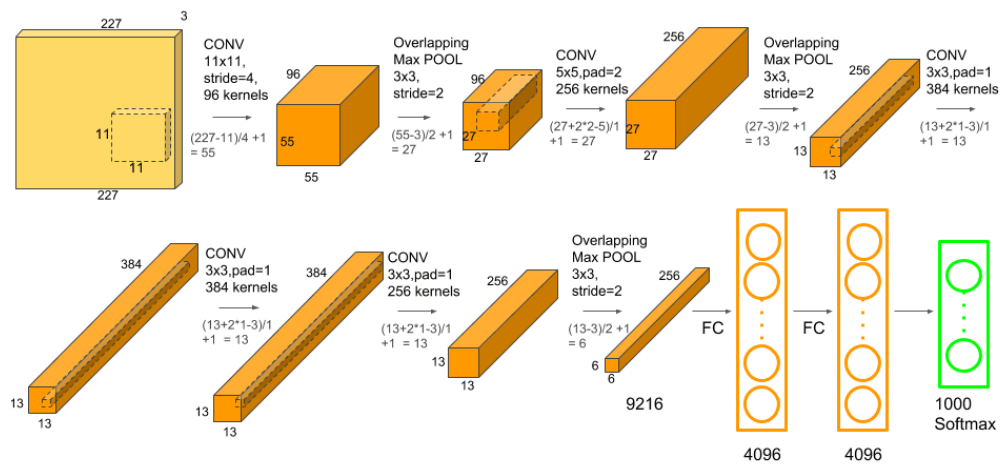 227
3
11
11
227
CONV
11x11,
stride=4,
96 kernels
(227-11)/4 +1
= 55
96
55
55
Overlapping
Max POOL
3x3,
stride=2
(55-3)/2 +1
= 27
96
27
27
CONV
5x5,pad=2
256 kernels
(27+2*2-5)/1
+1 = 27
256
27
27
Overlapping
Max POOL
3x3,
stride=2
(27-3)/2 +1
= 13
256
13
13
CONV
3x3,pad=1
384 kernels
(13+2*1-3)/1
+1 = 13
384
13
13
CONV
3x3,pad=1
384 kernels
(13+2*1-3)/1
+1 = 13
384
13
13
CONV
3x3,pad=1
256 kernels
(13+2*1-3)/1
+1 = 13
256
13
13
Overlapping
Max POOL
3x3,
stride=2
(13-3)/2 +1
= 6
256
6
6
9216
FC
4096
FC
4096
1000
Softmax